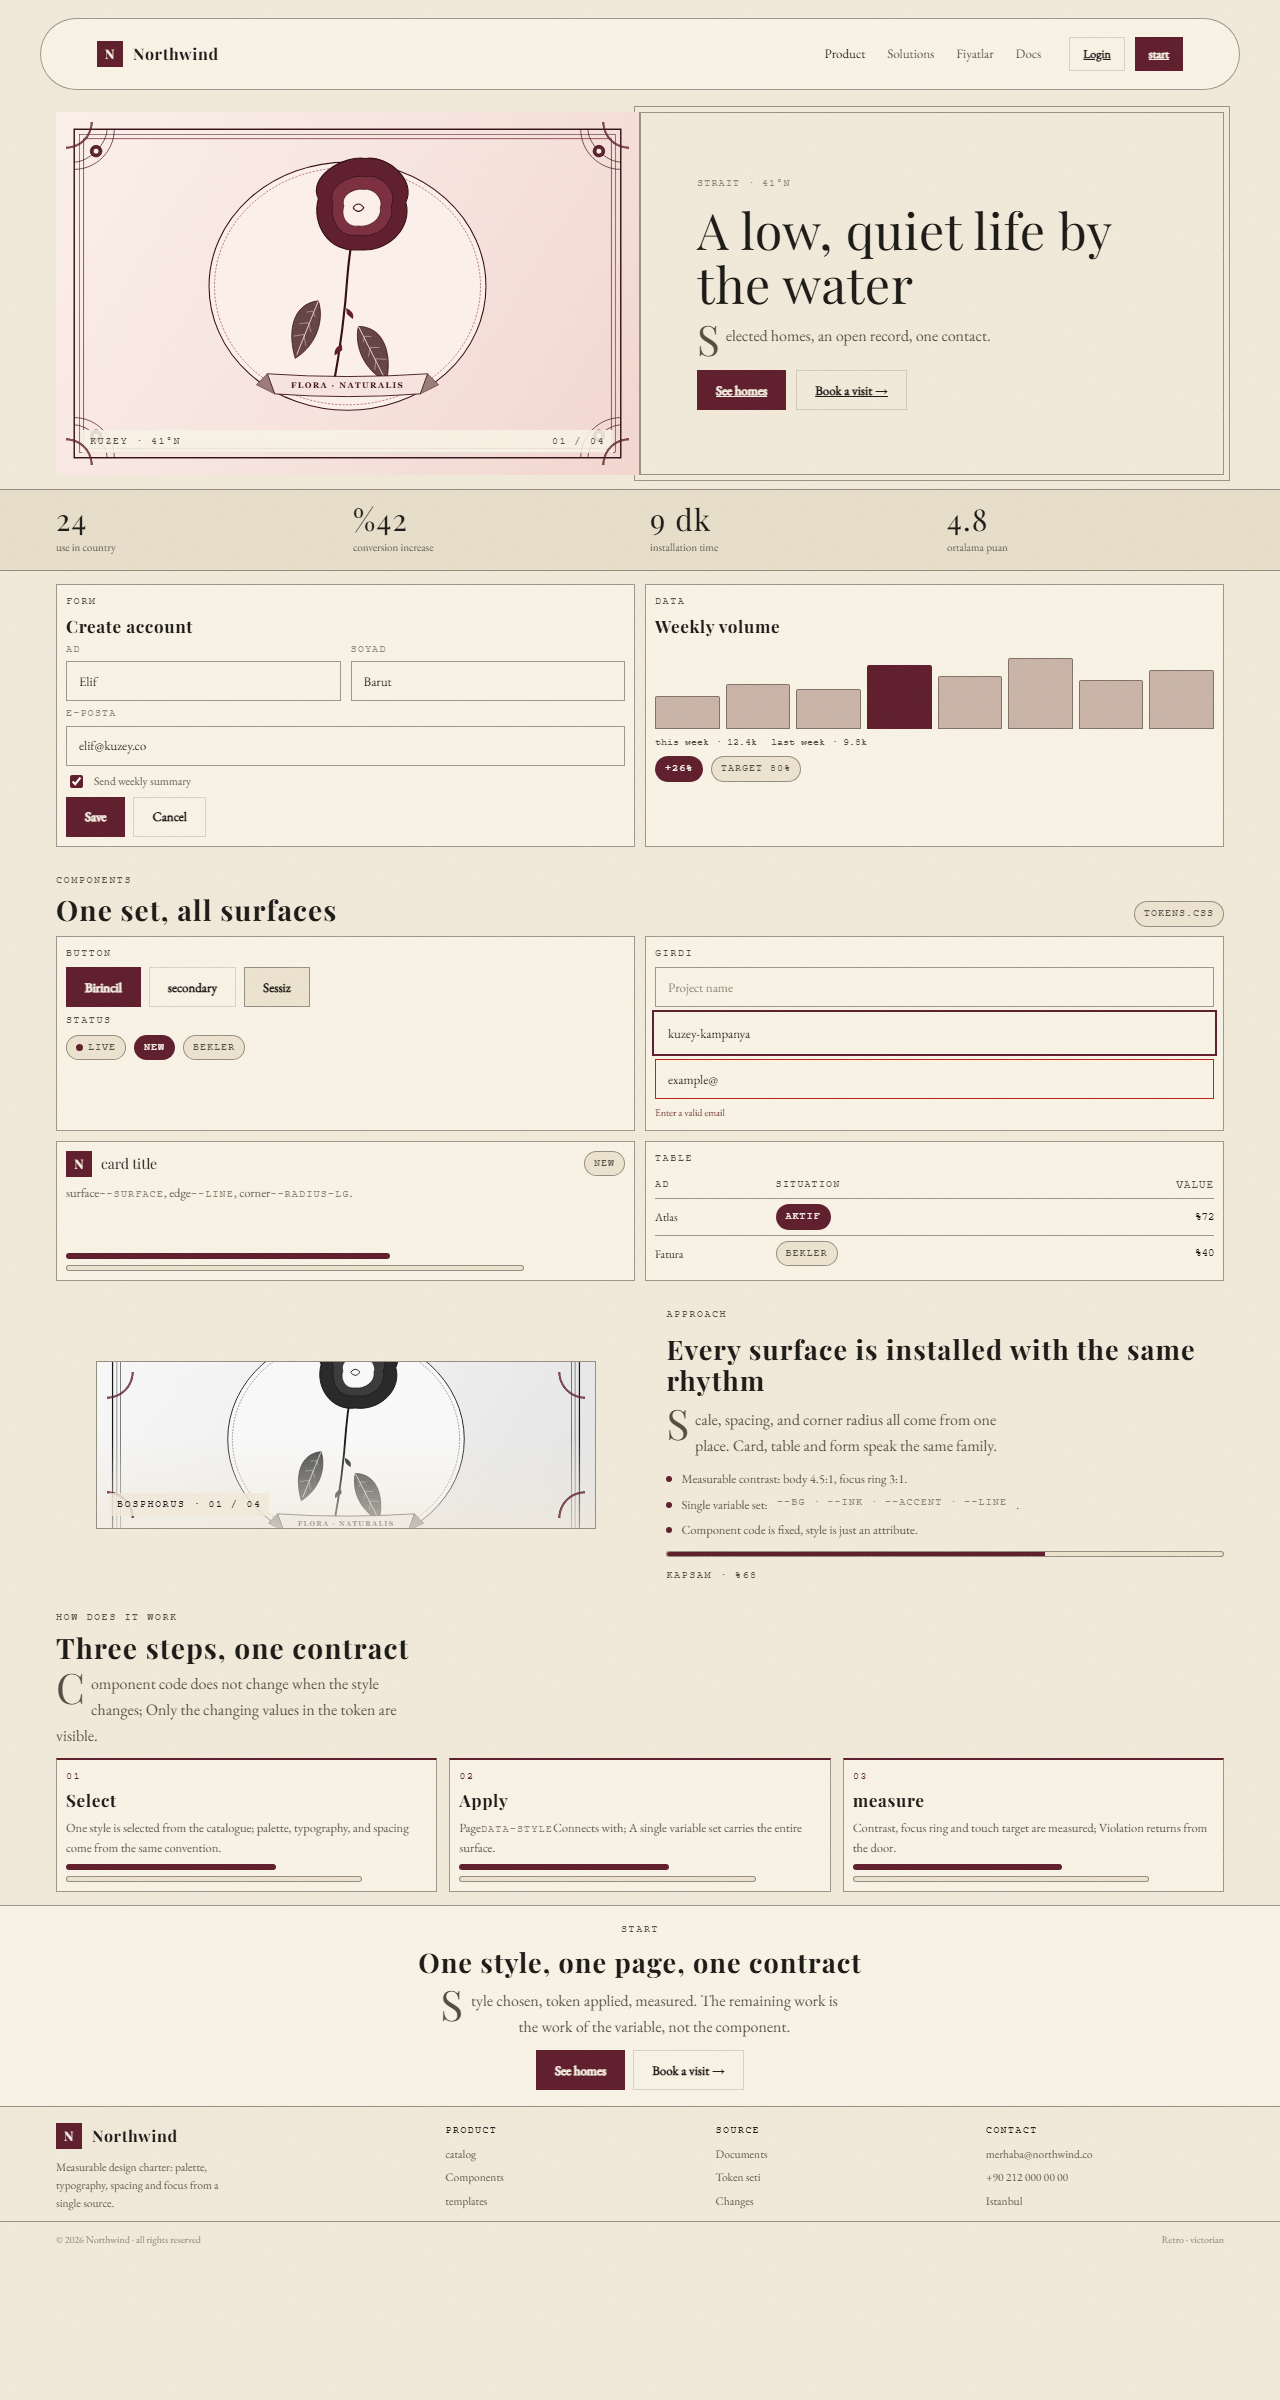 N Northwind
Product Solutions Fiyatlar Docs Login start
FLORA · NATURALIS
KUZEY · 41°N 01 / 04
STRAIT · 41°N
A low, quiet life by
the water
Selected homes, an open record, one contact.
See homes Book a visit →
24 %42 9 dk 4.8
use in country conversion increase installation time ortalama puan
FORM
Create account
AD SOYAD
Elif Barut
E-POSTA
elif@kuzey.co
Send weekly summary
Save Cancel
DATA
Weekly volume
this week · 12.4k last week · 9.8k
+26% TARGET 80%
COMPONENTS
One set, all surfaces
TOKENS.CSS
BUTTON
Birincil secondary Sessiz
STATUS
LIVE NEW BEKLER
GIRDI
Project name
kuzey-kampanya
example@
Enter a valid email
N card title NEW
surface--SURFACE, edge--LINE, corner--RADIUS-LG.
TABLE
AD SITUATION VALUE
Atlas AKTIF %72
Fatura BEKLER %40
BOSPHORUS · 01 / 04
FLORA · NATURALIS
APPROACH
Every surface is installed with the same
rhythm
Scale, spacing, and corner radius all come from one
place. Card, table and form speak the same family.
Measurable contrast: body 4.5:1, focus ring 3:1.
Single variable set: --BG · --INK · --ACCENT · --LINE .
Component code is fixed, style is just an attribute.
KAPSAM · %68
HOW DOES IT WORK
Three steps, one contract
Component code does not change when the style
changes; Only the changing values in the token are
visible.
01
Select
One style is selected from the catalogue; palette, typography, and spacing
come from the same convention.
02
Apply
PageDATA-STYLEConnects with; A single variable set carries the entire
surface.
03
measure
Contrast, focus ring and touch target are measured; Violation returns from
the door.
START
One style, one page, one contract
Style chosen, token applied, measured. The remaining work is
the work of the variable, not the component.
See homes Book a visit →
N Northwind
Measurable design charter: palette,
typography, spacing and focus from a
single source.
PRODUCT
catalog
Components
templates
SOURCE
Documents
Token seti
Changes
CONTACT
merhaba@northwind.co
+90 212 000 00 00
Istanbul
© 2026 Northwind · all rights reserved Retro · victorian